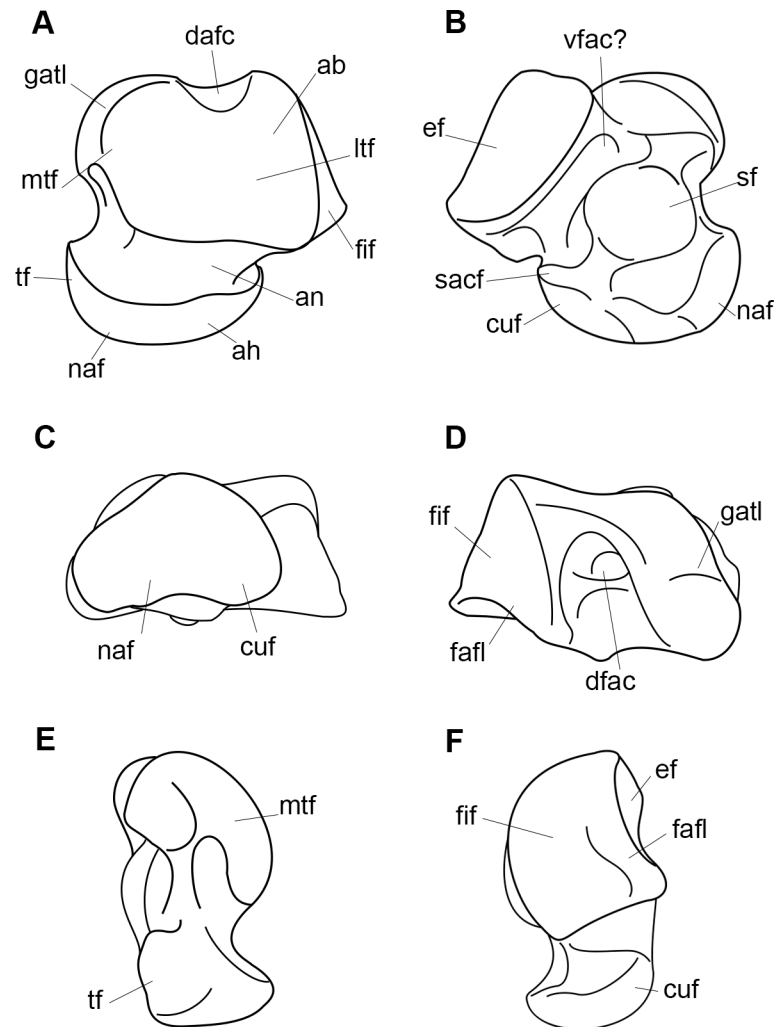 A
dafc
gatl
ab
ltf
mtf
fif
tf
an
naf
ah
B
vfac?
ef
sf
sacf
cuf
naf
C
naf
cuf
D
fif
gatl
fafl
dfac
E
mtf
tf
F
ef
fif
fafl
cuf